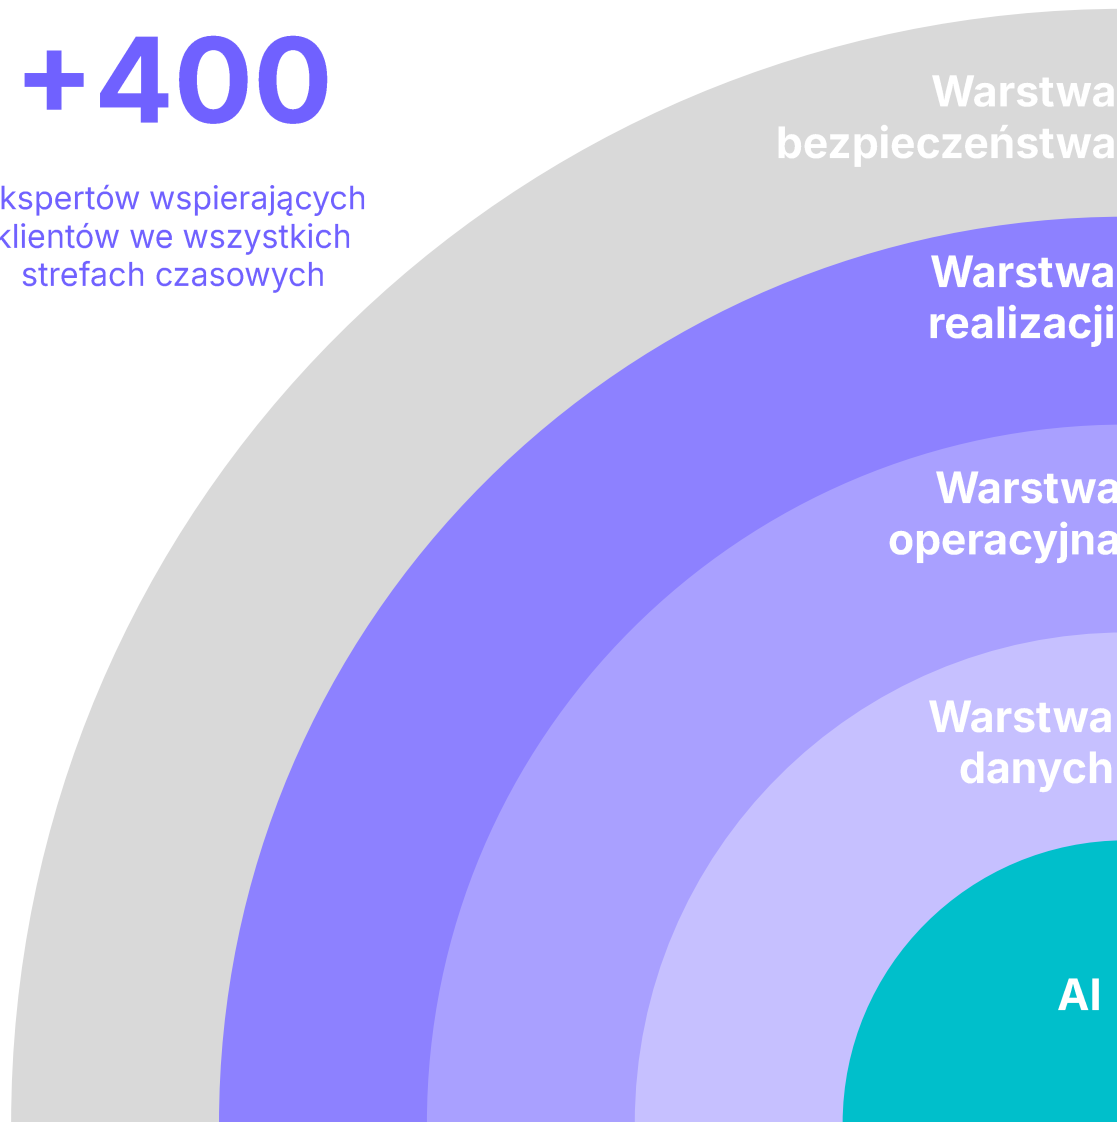 +400
kspertów wspierających
klientów we wszystkich
strefach czasowych
Warstwa
bezpieczeństwa
Warstwa
realizacji
Warstwa
operacyjna
Warstwa
danych
AI